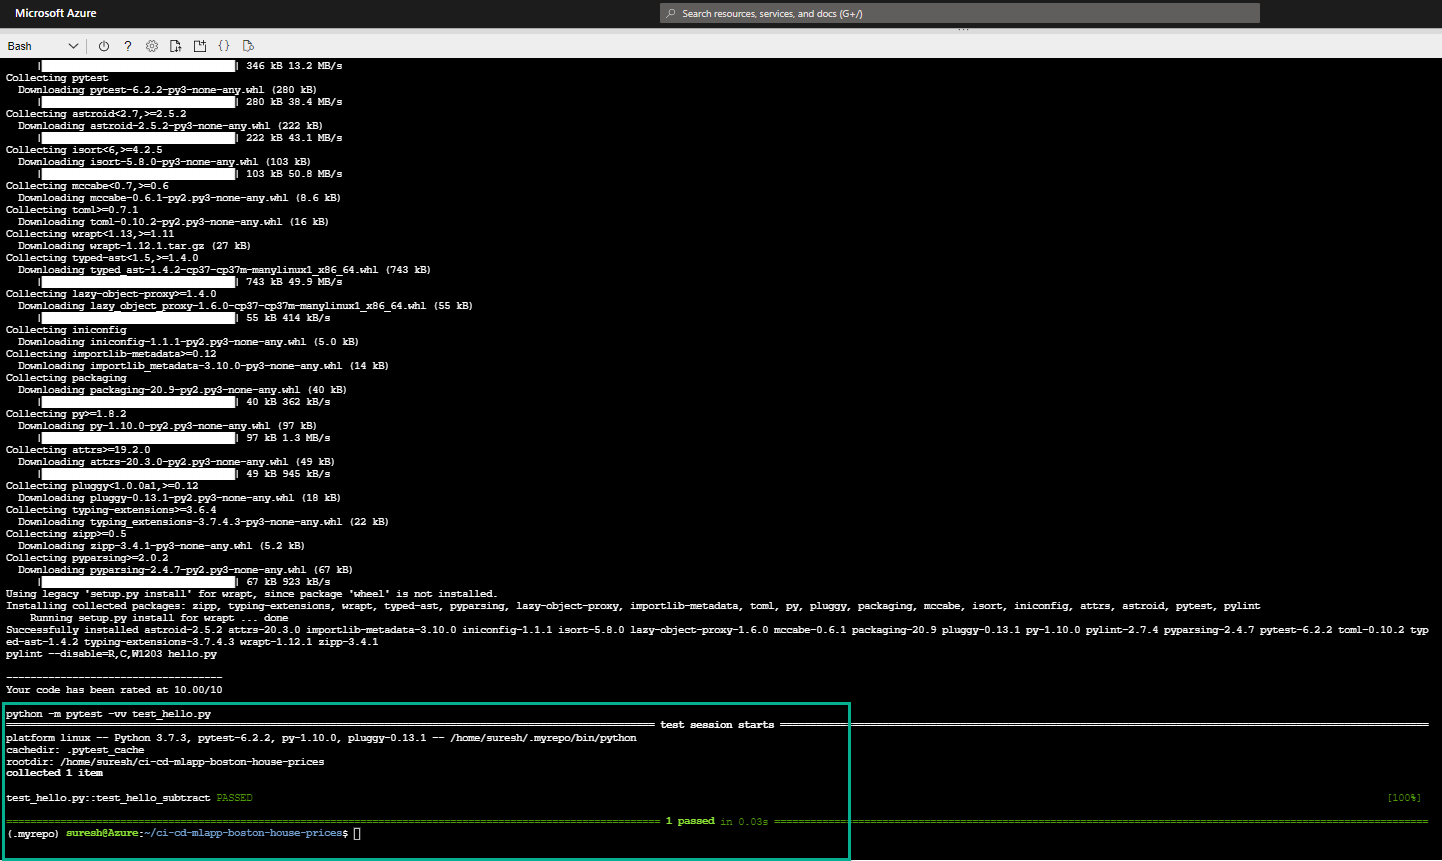 Microsoft Azure
Search resources, services, and docs (G+/)
Bash
| 346 kB 13.2 MB/s
Collecting pytest
Downloading pytest-6.2.2-py3-none-any.whl (280 kB)
| 280 kB 38.4 MB/s
Collecting astroid<2.7,>=2.5.2
Downloading astroid-2.5.2-py3-none-any.whl (222 kB)
| 222 kB 43.1 MB/s
Collecting isort<6,>=4.2.5
Downloading isort-5.8.0-py3-none-any.whl (103 kB)
| 103 kB 50.8 MB/s
Collecting mccabe<0.7,>=0.6
Downloading mccabe-0.6.1-py2.py3-none-any.whl (8.6 kB)
Collecting toml>=0.7.1
Downloading toml-0.10.2-py2.py3-none-any.whl (16 kB)
Collecting wrapt<1.13,>=1.11
Downloading wrapt-1.12.1.tar.gz (27 kB)
Collecting typed-ast<1.5,>=1.4.0
Downloading typed_ast-1.4.2-cp37-cp37m-manylinux1_x86_64.whl (743 kB)
| 743 kB 49.9 MB/s
Collecting lazy-object-proxy>=1.4.0
Downloading lazy_object_proxy-1.6.0-cp37-cp37m-manylinux1_x86_64.whl (55 kB)
| 55 kB 414 kB/s
Collecting iniconfig
Downloading iniconfig-1.1.1-py2.py3-none-any.whl (5.0 kB)
Collecting importlib-metadata>=0.12
Downloading importlib_metadata-3.10.0-py3-none-any.whl (14 kB)
Collecting packaging
Downloading packaging-20.9-py2.py3-none-any.whl (40 kB)
| 40 kB 362 kB/s
Collecting py>=1.8.2
Downloading py-1.10.0-py2.py3-none-any.whl (97 kB)
| 97 kB 1.3 MB/s
Collecting attrs>=19.2.0
Downloading attrs-20.3.0-py2.py3-none-any.whl (49 kB)
| 49 kB 945 kB/s
Collecting pluggy<1.0.0a1,>=0.12
Downloading pluggy-0.13.1-py2.py3-none-any.whl (18 kB)
Collecting typing-extensions>=3.6.4
Downloading typing_extensions-3.7.4.3-py3-none-any.whl (22 kB)
Collecting zipp>=0.5
Downloading zipp-3.4.1-py3-none-any.whl (5.2 kB)
Collecting pyparsing>=2.0.2
Downloading pyparsing-2.4.7-py2.py3-none-any.whl (67 kB)
| 67 kB 923 kB/s
Using legacy 'setup.py install' for wrapt, since package 'wheel' is not installed.
Installing collected packages: zipp, typing-extensions, wrapt, typed-ast, pyparsing, lazy-object-proxy, importlib-metadata, toml, py, pluggy, packaging, mccabe, isort, iniconfig, attrs, astroid, pytest, pylint
Running setup.py install for wrapt ... done
Successfully installed astroid-2.5.2 attrs-20.3.0 importlib-metadata-3.10.0 iniconfig-1.1.1 isort-5.8.0 lazy-object-proxy-1.6.0 mccabe-0.6.1 packaging-20.9 pluggy-0.13.1 py-1.10.0 pylint-2.7.4 pyparsing-2.4.7 pytest-6.2.2 toml-0.10.2 typ
ed-ast-1.4.2 typing-extensions-3.7.4.3 wrapt-1.12.1 zipp-3.4.1
pylint --disable=R,C,W1203 hello.py
------------------------------------
Your code has been rated at 10.00/10
python -m pytest -vv test_hello.py
test session starts
platform linux -- Python 3.7.3, pytest-6.2.2, py-1.10.0, pluggy-0.13.1 -- /home/suresh/.myrepo/bin/python
cachedir: .pytest_cache
rootdir: /home/suresh/ci-cd-mlapp-boston-house-prices
collected 1 item
test_hello.py::test_hello_subtract PASSED [100%]
1 passed in 0.03s
(.myrepo) suresh@Azure:~/ci-cd-mlapp-boston-house-prices$